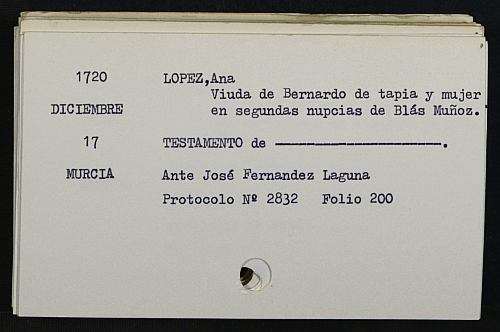 1720 LOPEZ,Ana
Viuda de Bernardo de tapia y mujer
DICIEMBRE en segundas nupcias de Blás Muñoz.
17 TESTAMENTO de ---------------------.
MURCIA Ante José Fernandez Laguna
Protocolo Nº 2832 Folio 200